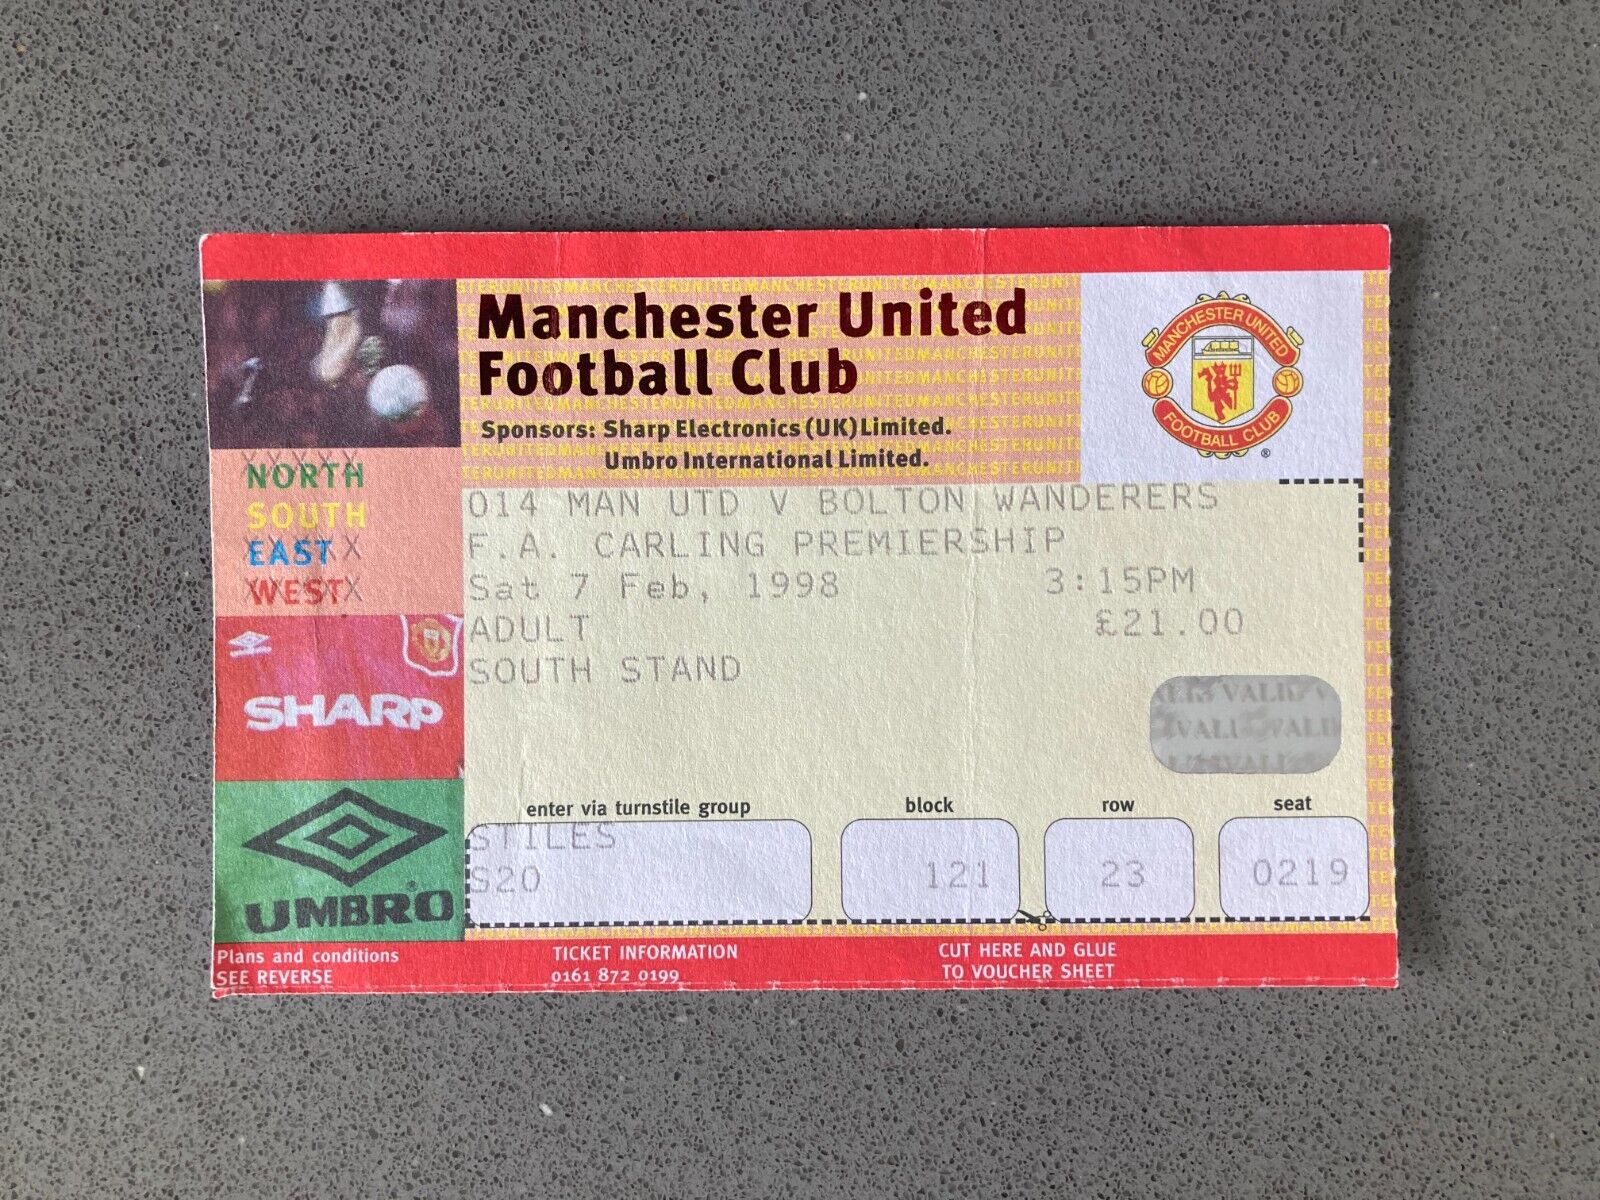 Manchester United
Football Club
Sponsors: Sharp Electronics (UK) Limited.
Umbro International Limited.
MANCHESTER UNITED
FOOTBALL CLUB
®
NORTH
SOUTH
EAST
WEST
014 MAN UTD V BOLTON WANDERERS
F.A. CARLING PREMIERSHIP
Sat 7 Feb, 1998 3:15PM
ADULT £21.00
SOUTH STAND
SHARP
VALID
enter via turnstile group block row seat
STILES
S20 121 23 0219
UMBRO®
Plans and conditions
SEE REVERSE
TICKET INFORMATION
0161 872 0199
CUT HERE AND GLUE
TO VOUCHER SHEET